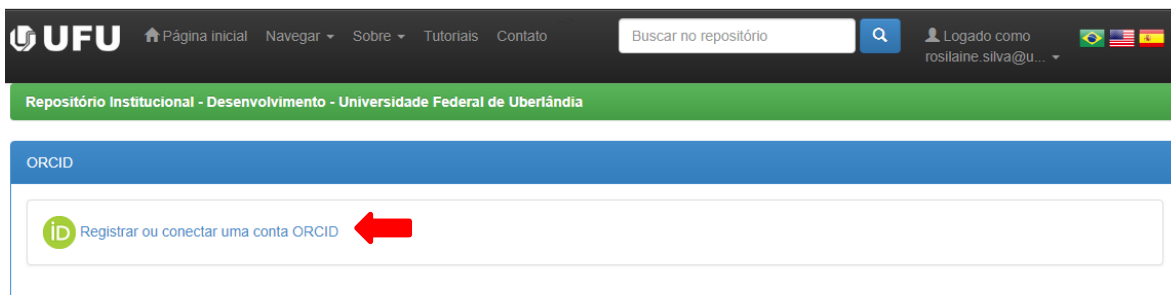 UFU Página inicial Navegar Sobre Tutoriais Contato Buscar no repositório Logado como
rosilaine.silva@u...
Repositório Institucional - Desenvolvimento - Universidade Federal de Uberlândia
ORCID
iD Registrar ou conectar uma conta ORCID